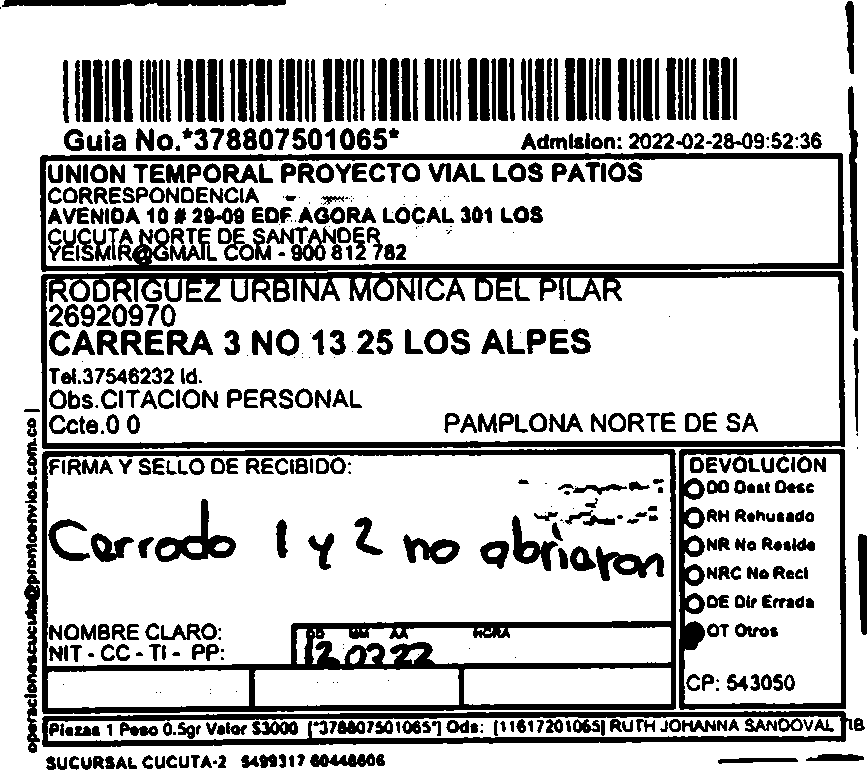 Guia No.*378807501065*
Admision: 2022-02-28-09:52:36
UNION TEMPORAL PROYECTO VIAL LOS PATIOS
CORRESPONDENCIA
AVENIDA 10 # 29-09 EDF AGORA LOCAL 301 LOS
CUCUTA NORTE DE SANTANDER
YEISMIR@GMAIL COM - 900 812 782
RODRIGUEZ URBINA MONICA DEL PILAR
26920970
CARRERA 3 NO 13 25 LOS ALPES
Tel.37546232 Id.
Obs.CITACION PERSONAL
Ccte.0 0
PAMPLONA NORTE DE SA
FIRMA Y SELLO DE RECIBIDO:
Cerrado 1 y 2 no abriaron
NOMBRE CLARO:
NIT - CC - TI - PP:
DD MM AA HORA
120322
DEVOLUCION
DD Dest Desc
RH Rehusado
NR No Reside
NRC No Recl
DE Dir Errada
OT Otros
CP: 543050
Piezas 1 Peso 0.5gr Valor $3000 [*378807501065*] Ods: [11617201065] RUTH JOHANNA SANDOVAL
SUCURSAL CUCUTA-2 5499317 60448606
operacionescucuta@prontoenvios.com.co |